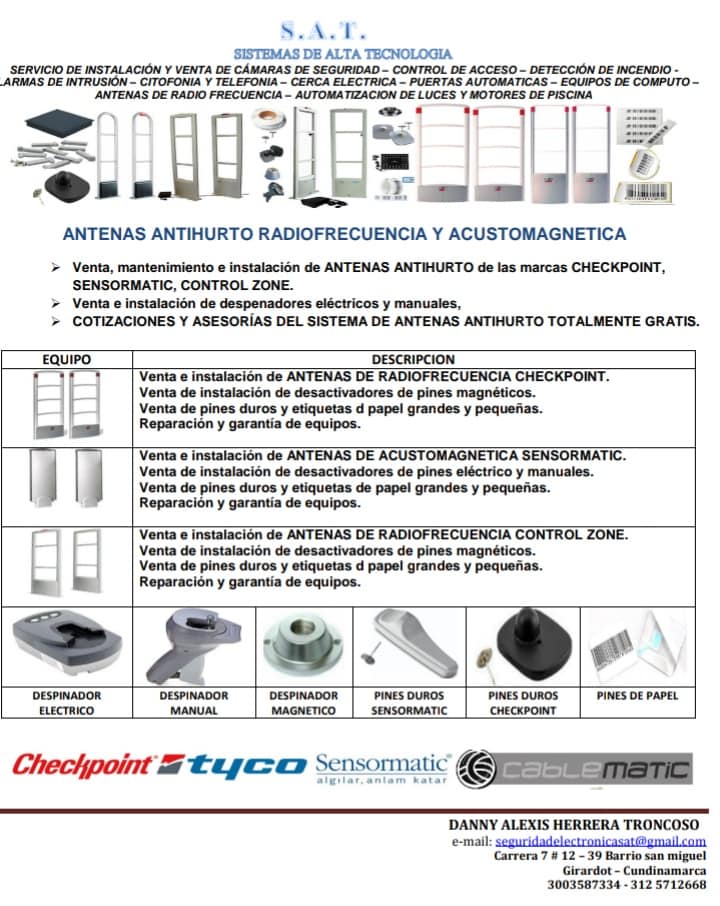 S.A.T.
SISTEMAS DE ALTA TECNOLOGIA
SERVICIO DE INSTALACIÓN Y VENTA DE CÁMARAS DE SEGURIDAD – CONTROL DE ACCESO – DETECCIÓN DE INCENDIO -
LARMAS DE INTRUSIÓN – CITOFONIA Y TELEFONIA – CERCA ELECTRICA – PUERTAS AUTOMATICAS – EQUIPOS DE COMPUTO –
ANTENAS DE RADIO FRECUENCIA – AUTOMATIZACION DE LUCES Y MOTORES DE PISCINA
ANTENAS ANTIHURTO RADIOFRECUENCIA Y ACUSTOMAGNETICA
➢ Venta, mantenimiento e instalación de ANTENAS ANTIHURTO de las marcas CHECKPOINT,
SENSORMATIC, CONTROL ZONE.
➢ Venta e instalación de despenadores eléctricos y manuales,
➢ COTIZACIONES Y ASESORÍAS DEL SISTEMA DE ANTENAS ANTIHURTO TOTALMENTE GRATIS.
EQUIPO DESCRIPCION
Venta e instalación de ANTENAS DE RADIOFRECUENCIA CHECKPOINT.
Venta de instalación de desactivadores de pines magnéticos.
Venta de pines duros y etiquetas d papel grandes y pequeñas.
Reparación y garantía de equipos.
Venta e instalación de ANTENAS DE ACUSTOMAGNETICA SENSORMATIC.
Venta de instalación de desactivadores de pines eléctrico y manuales.
Venta de pines duros y etiquetas de papel grandes y pequeñas.
Reparación y garantía de equipos.
Venta e instalación de ANTENAS DE RADIOFRECUENCIA CONTROL ZONE.
Venta de instalación de desactivadores de pines magnéticos.
Venta de pines duros y etiquetas d papel grandes y pequeñas.
Reparación y garantía de equipos.
DESPINADOR ELECTRICO
DESPINADOR MANUAL
DESPINADOR MAGNETICO
PINES DUROS SENSORMATIC
PINES DUROS CHECKPOINT
PINES DE PAPEL
Checkpoint tyco Sensormatic CABLEMATIC
algılar, anlam katar
DANNY ALEXIS HERRERA TRONCOSO
e-mail: seguridadelectronicasat@gmail.com
Carrera 7 # 12 – 39 Barrio san miguel
Girardot – Cundinamarca
3003587334 - 312 5712668